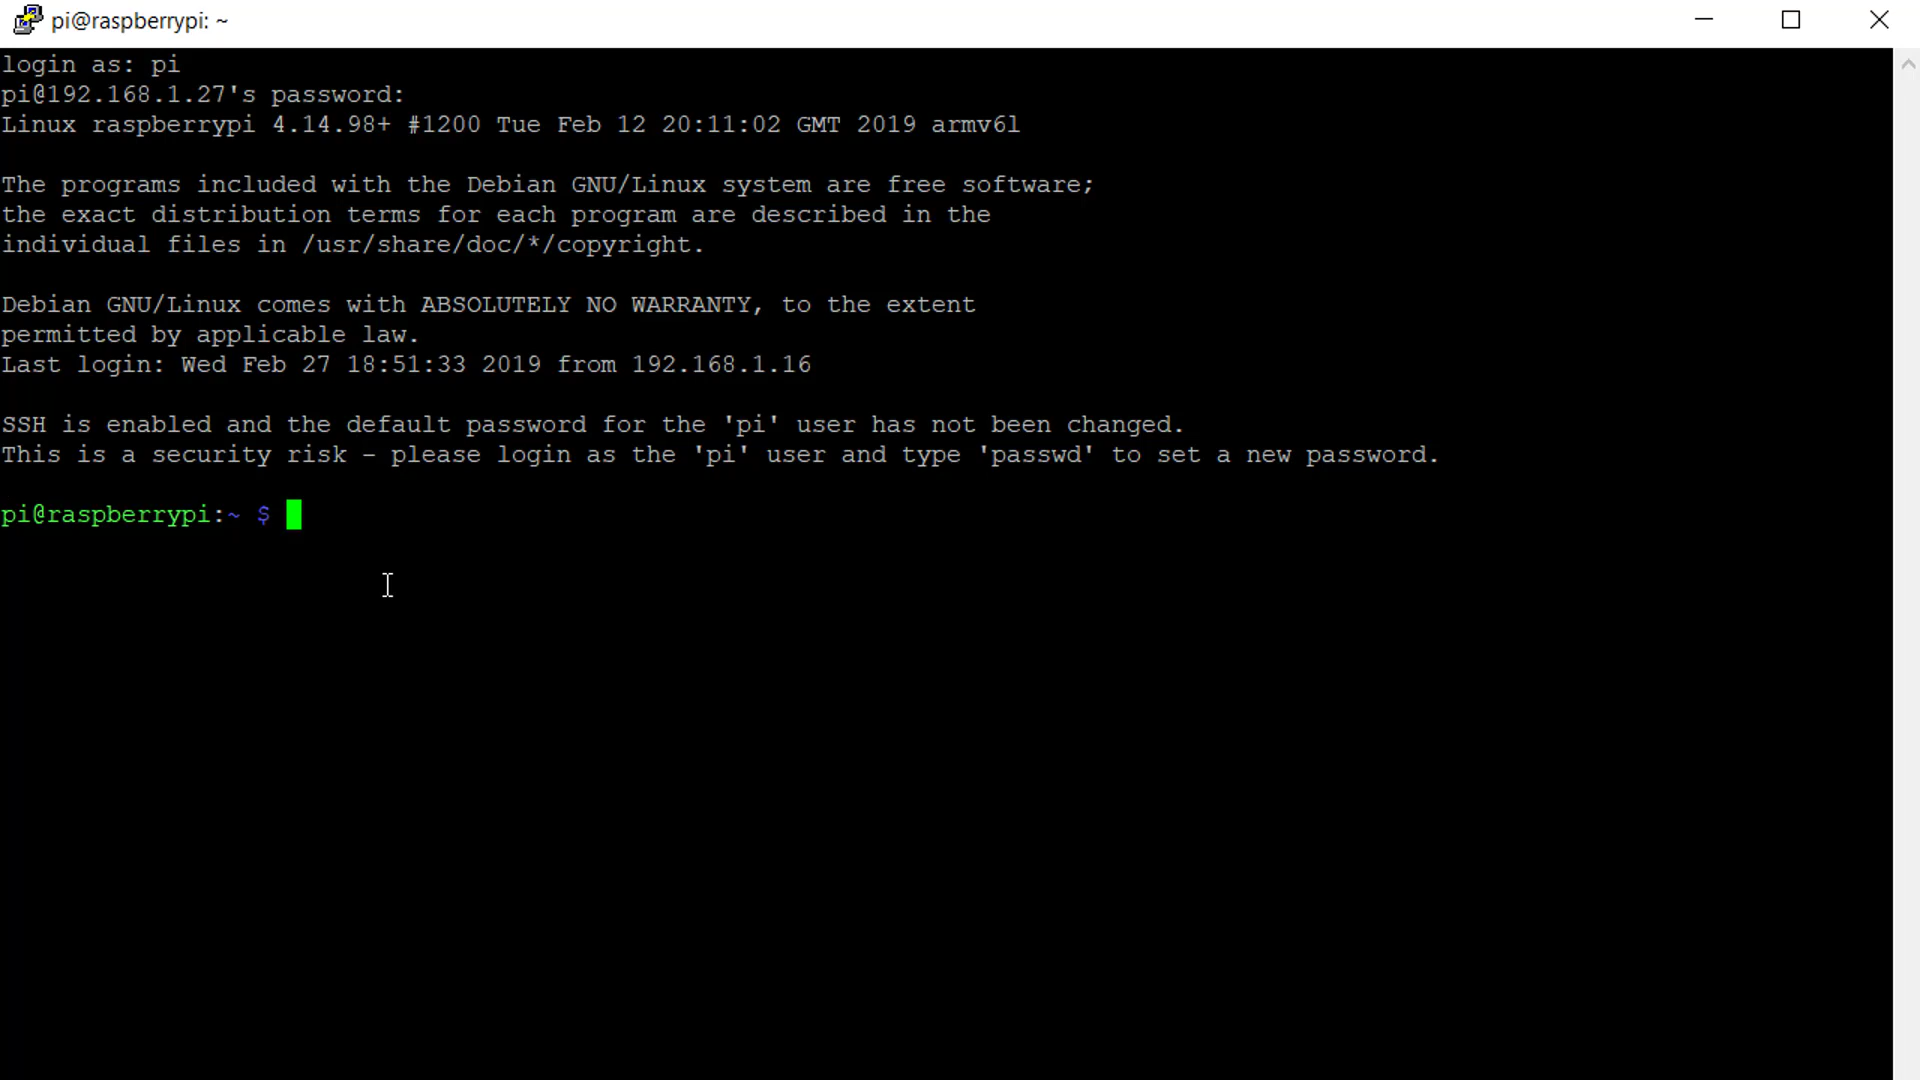 pi@raspberrypi: ~
login as: pi
pi@192.168.1.27's password:
Linux raspberrypi 4.14.98+ #1200 Tue Feb 12 20:11:02 GMT 2019 armv6l
The programs included with the Debian GNU/Linux system are free software;
the exact distribution terms for each program are described in the
individual files in /usr/share/doc/*/copyright.
Debian GNU/Linux comes with ABSOLUTELY NO WARRANTY, to the extent
permitted by applicable law.
Last login: Wed Feb 27 18:51:33 2019 from 192.168.1.16
SSH is enabled and the default password for the 'pi' user has not been changed.
This is a security risk - please login as the 'pi' user and type 'passwd' to set a new password.
pi@raspberrypi:~ $